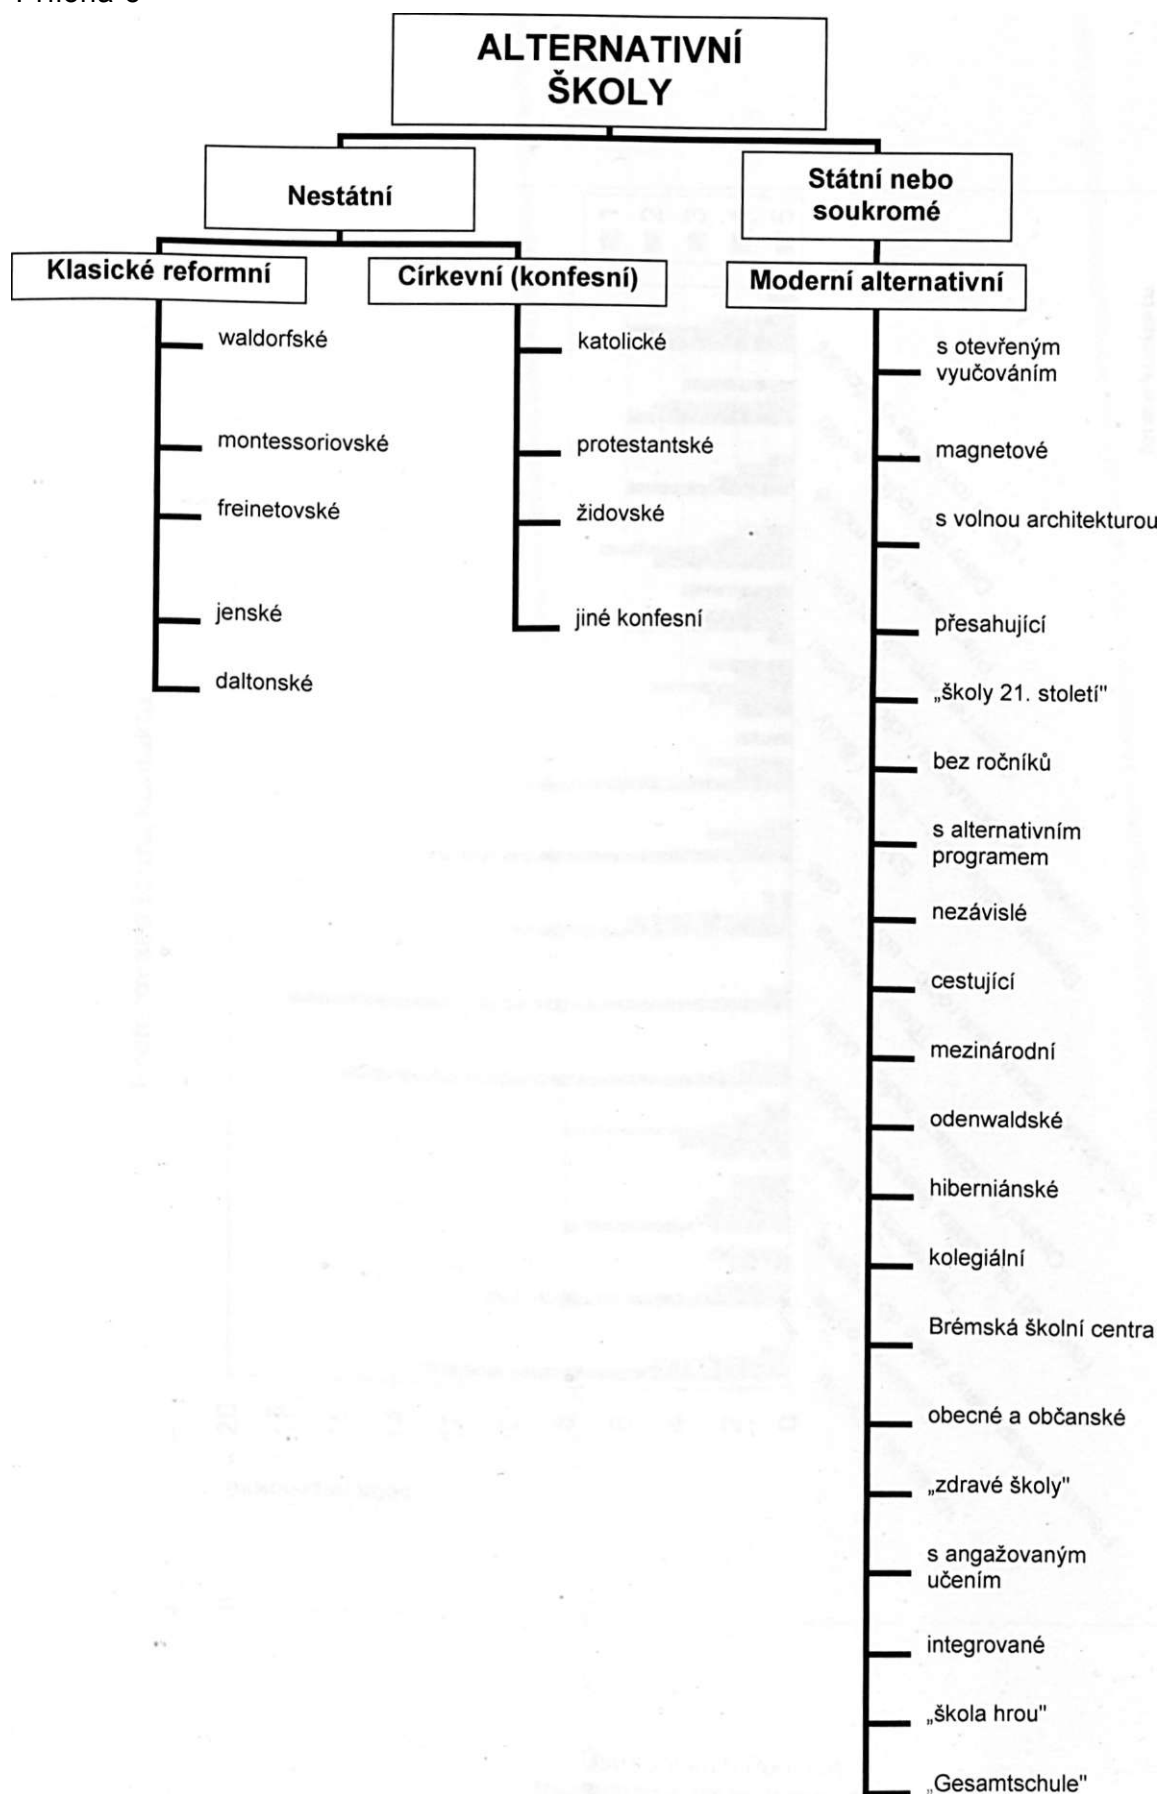 ALTERNATIVNÍ
ŠKOLY
Nestátní
Státní nebo
soukromé
Klasické reformní
Církevní (konfesní)
Moderní alternativní
waldorfské
montessoriovské
freinetovské
jenské
daltonské
katolické
protestantské
židovské
jiné konfesní
s otevřeným
vyučováním
magnetové
s volnou architekturou
přesahující
„školy 21. století"
bez ročníků
s alternativním
programem
nezávislé
cestující
mezinárodní
odenwaldské
hiberniánské
kolegiální
Brémská školní centra
obecné a občanské
„zdravé školy"
s angažovaným
učením
integrované
„škola hrou"
„Gesamtschule"